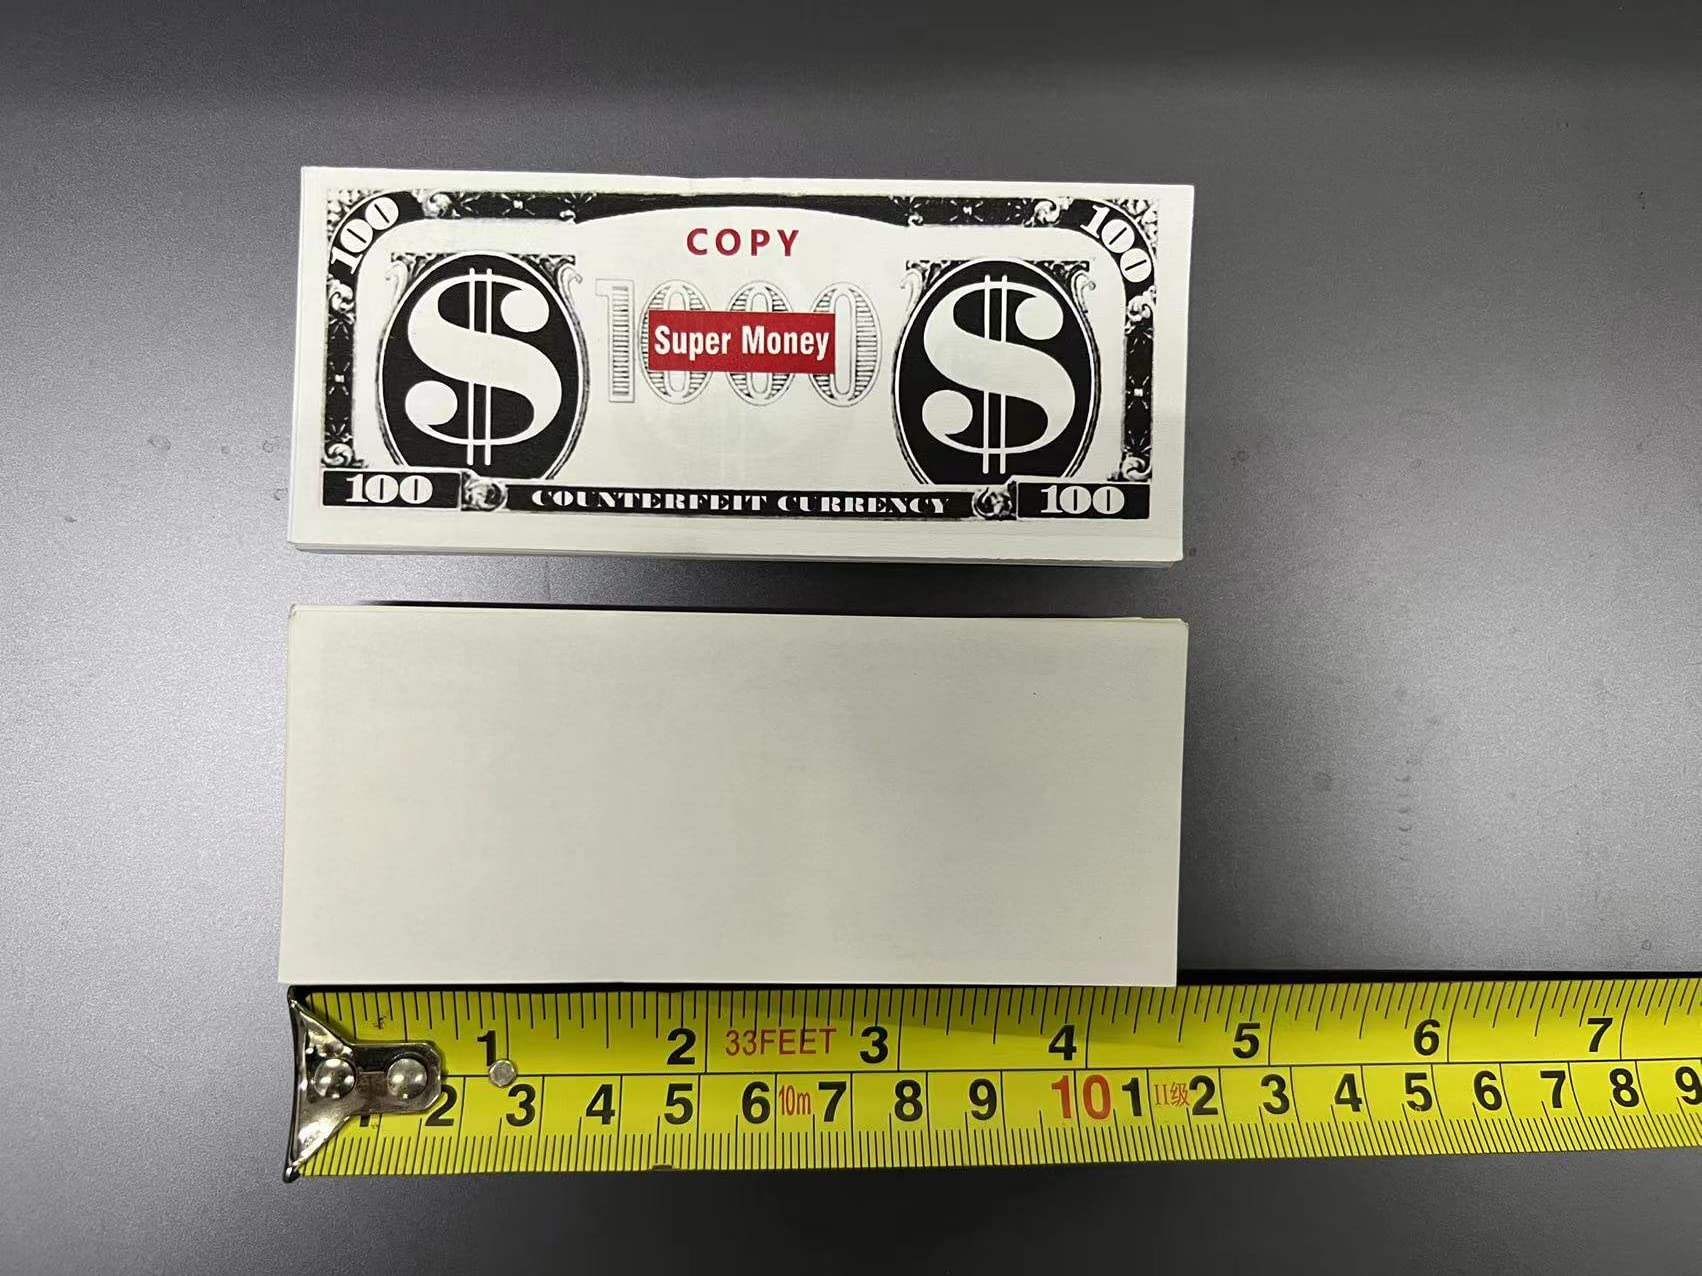 100 100
COPY
1000
Super Money
$ $
100 COUNTERFEIT CURRENCY 100
1 2 33FEET 3 4 5 6 7
1 2 3 4 5 6 10m 7 8 9 10 1 II级 2 3 4 5 6 7 8 9